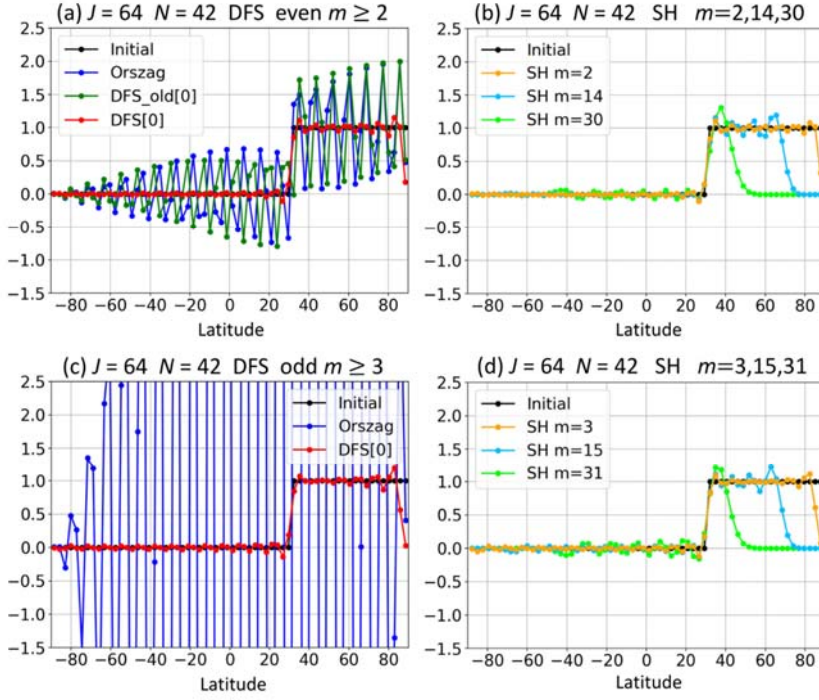 (a) J = 64 N = 42 DFS even m ≥ 2
Initial
Orszag
DFS_old[0]
DFS[0]
2.5
2.0
1.5
1.0
0.5
0.0
−0.5
−1.0
−1.5
−80 −60 −40 −20 0 20 40 60 80
Latitude
(b) J = 64 N = 42 SH m=2,14,30
Initial
SH m=2
SH m=14
SH m=30
2.5
2.0
1.5
1.0
0.5
0.0
−0.5
−1.0
−1.5
−80 −60 −40 −20 0 20 40 60 80
Latitude
(c) J = 64 N = 42 DFS odd m ≥ 3
Initial
Orszag
DFS[0]
2.5
2.0
1.5
1.0
0.5
0.0
−0.5
−1.0
−1.5
−80 −60 −40 −20 0 20 40 60 80
Latitude
(d) J = 64 N = 42 SH m=3,15,31
Initial
SH m=3
SH m=15
SH m=31
2.5
2.0
1.5
1.0
0.5
0.0
−0.5
−1.0
−1.5
−80 −60 −40 −20 0 20 40 60 80
Latitude